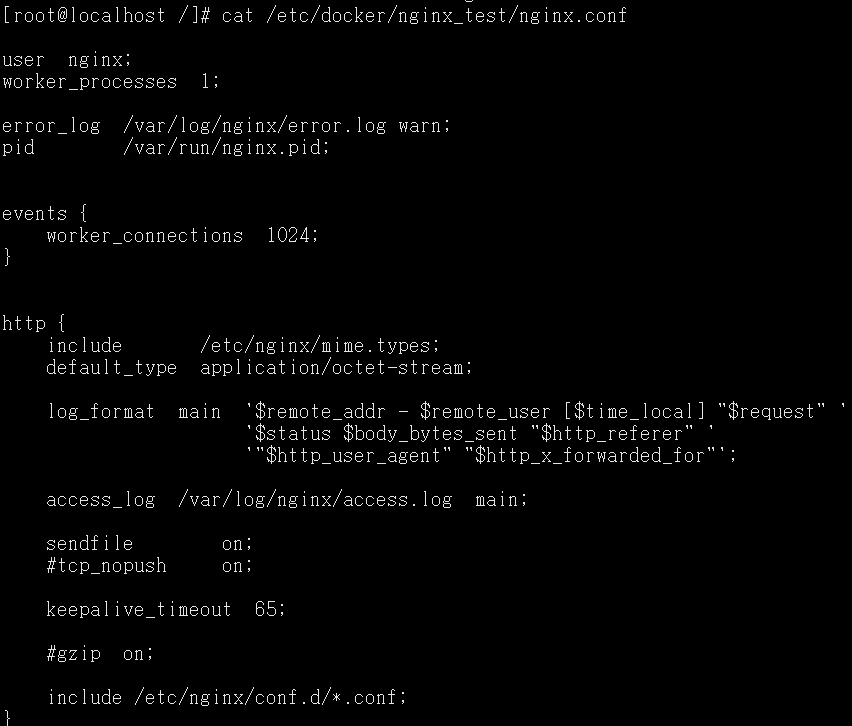 [root@localhost /]# cat /etc/docker/nginx_test/nginx.conf
user  nginx;
worker_processes  1;
error_log  /var/log/nginx/error.log warn;
pid        /var/run/nginx.pid;
events {
    worker_connections  1024;
}
http {
    include       /etc/nginx/mime.types;
    default_type  application/octet-stream;
    log_format  main  '$remote_addr - $remote_user [$time_local] "$request" '
                      '$status $body_bytes_sent "$http_referer" '
                      '"$http_user_agent" "$http_x_forwarded_for"';
    access_log  /var/log/nginx/access.log  main;
    sendfile        on;
    #tcp_nopush     on;
    keepalive_timeout  65;
    #gzip  on;
    include /etc/nginx/conf.d/*.conf;
}